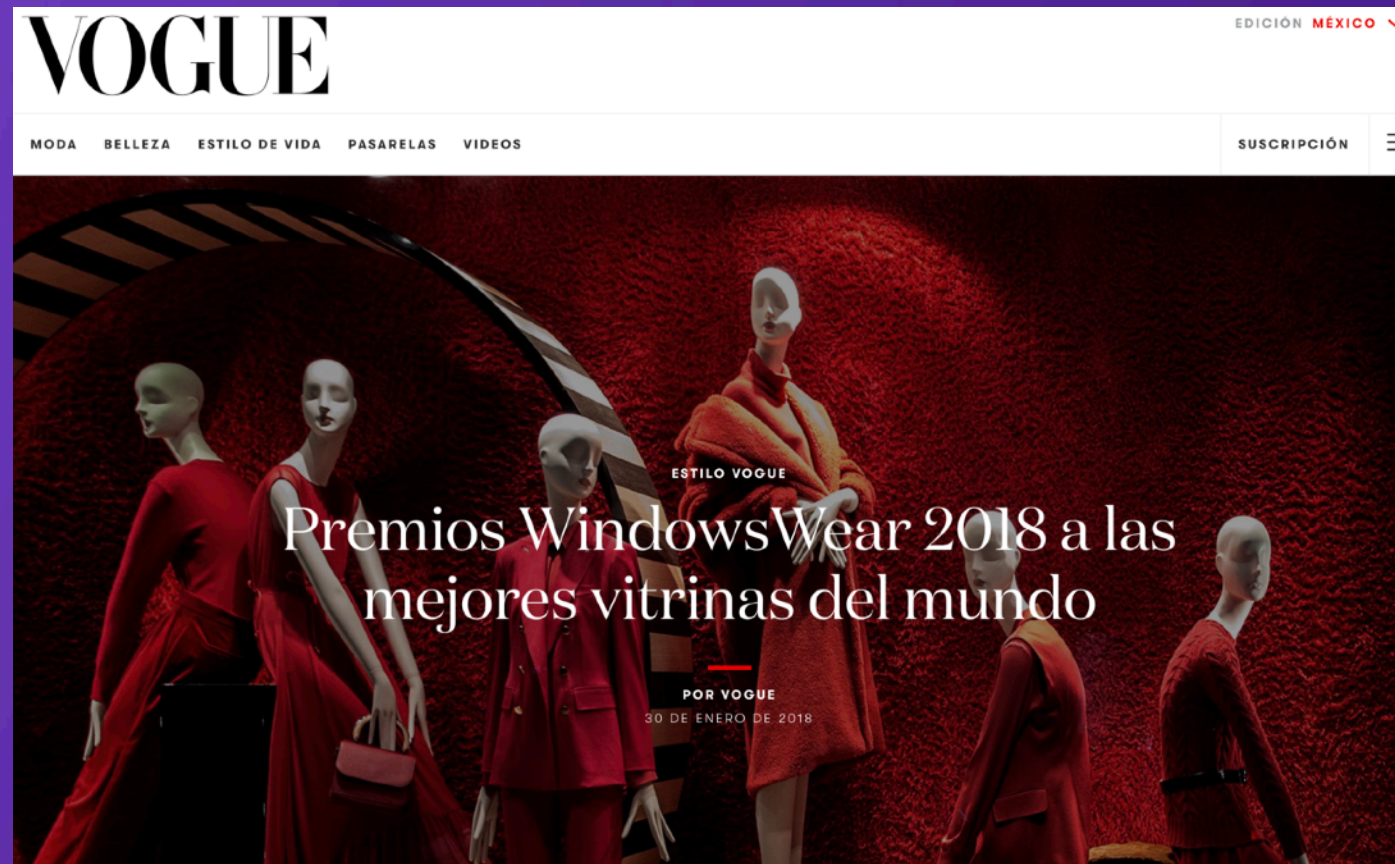 VOGUE
EDICIÓN MÉXICO
MODA BELLEZA ESTILO DE VIDA PASARELAS VIDEOS SUSCRIPCIÓN
ESTILO VOGUE
Premios WindowsWear 2018 a las
mejores vitrinas del mundo
POR VOGUE
30 DE ENERO DE 2018